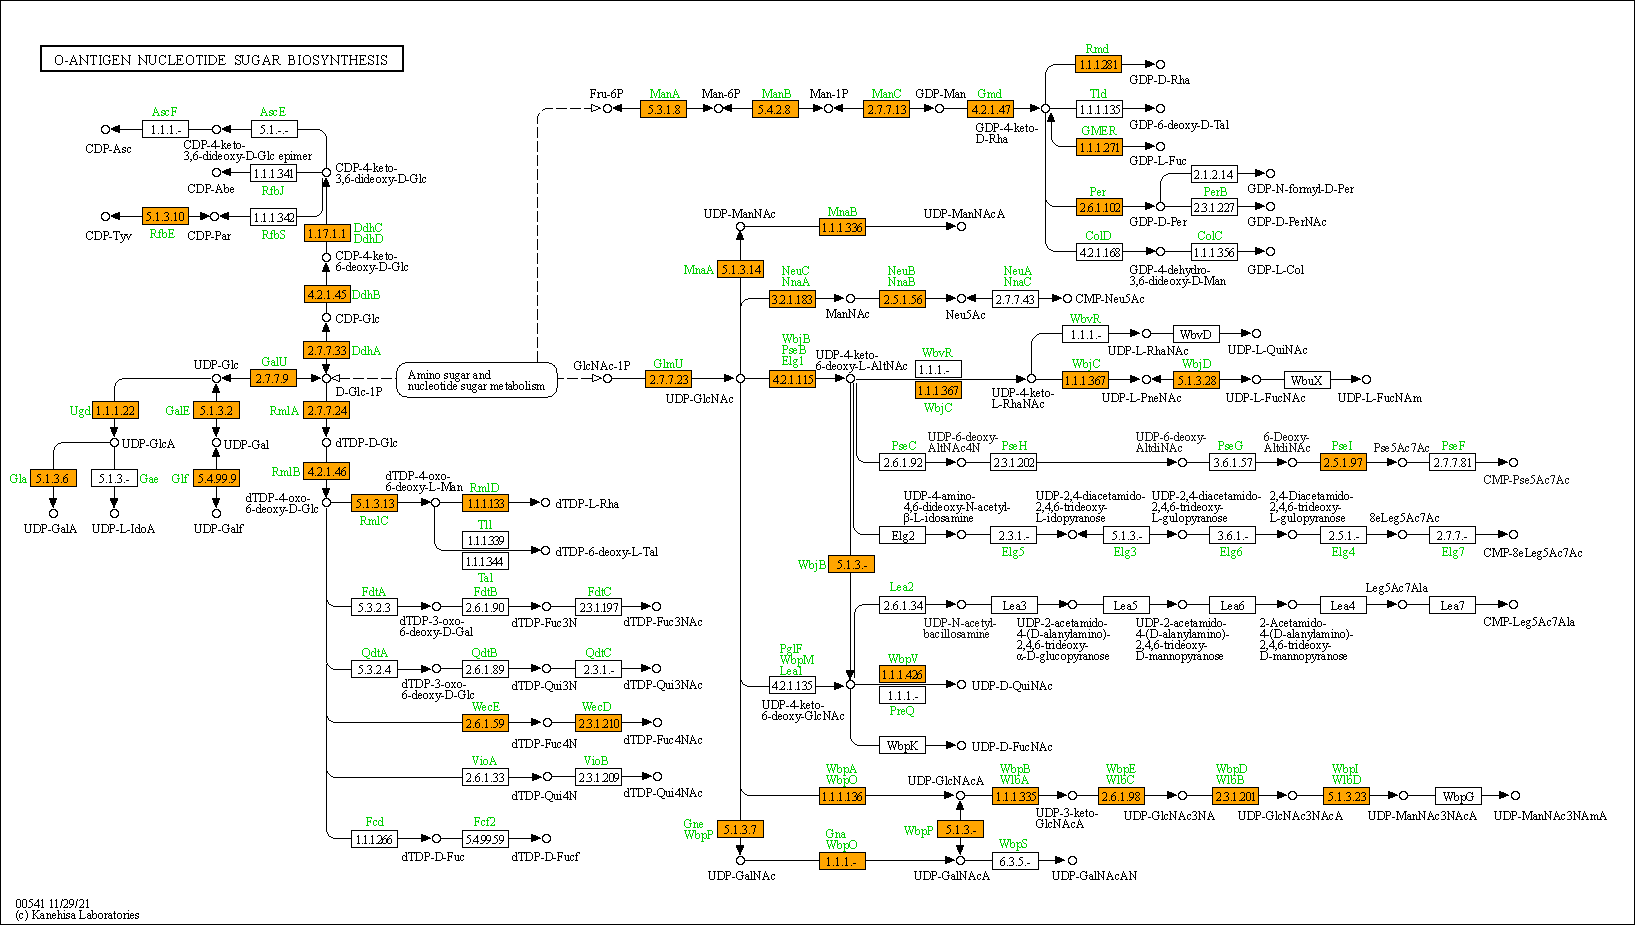 O-ANTIGEN NUCLEOTIDE SUGAR BIOSYNTHESIS
AscF
1.1.1.-
AscE
5.1.-.-
CDP-Asc
CDP-4-keto-
3,6-dideoxy-D-Glc epimer
1.1.1.341
RfbJ
CDP-Abe
CDP-4-keto-
3,6-dideoxy-D-Glc
5.1.3.10
RfbE
1.1.1.342
RfbS
CDP-Tyv
CDP-Par
1.17.1.1
DdhC
DdhD
CDP-4-keto-
6-deoxy-D-Glc
4.2.1.45
DdhB
CDP-Glc
2.7.7.33
DdhA
UDP-Glc
GalU
2.7.7.9
D-Glc-1P
Amino sugar and
nucleotide sugar metabolism
Ugd
1.1.1.22
GalE
5.1.3.2
RmlA
2.7.7.24
UDP-GlcA
UDP-Gal
dTDP-D-Glc
Gla
5.1.3.6
5.1.3.-
Gae
Glf
5.4.99.9
RmlB
4.2.1.46
UDP-GalA
UDP-L-IdoA
UDP-Galf
dTDP-4-oxo-
6-deoxy-D-Glc
5.1.3.13
RmlC
dTDP-4-oxo-
6-deoxy-L-Man
RmlD
1.1.1.133
dTDP-L-Rha
Tll
1.1.1.339
1.1.1.344
Tal
dTDP-6-deoxy-L-Tal
FdtA
5.3.2.3
FdtB
2.6.1.90
FdtC
2.3.1.197
dTDP-3-oxo-
6-deoxy-D-Gal
dTDP-Fuc3N
dTDP-Fuc3NAc
QdtA
5.3.2.4
QdtB
2.6.1.89
QdtC
2.3.1.-
dTDP-3-oxo-
6-deoxy-D-Glc
dTDP-Qui3N
dTDP-Qui3NAc
WecE
2.6.1.59
WecD
2.3.1.210
dTDP-Fuc4N
dTDP-Fuc4NAc
VioA
2.6.1.33
VioB
2.3.1.209
dTDP-Qui4N
dTDP-Qui4NAc
Fcd
1.1.1.266
Fcf2
5.4.99.59
dTDP-D-Fuc
dTDP-D-Fucf
Fru-6P
ManA
5.3.1.8
Man-6P
ManB
5.4.2.8
Man-1P
ManC
2.7.7.13
GDP-Man
Gmd
4.2.1.47
GDP-4-keto-
D-Rha
Rmd
1.1.1.281
GDP-D-Rha
Tld
1.1.1.135
GDP-6-deoxy-D-Tal
GMER
1.1.1.271
GDP-L-Fuc
Per
2.6.1.102
GDP-D-Per
2.1.2.14
GDP-N-formyl-D-Per
PerB
2.3.1.227
GDP-D-PerNAc
ColD
4.2.1.168
GDP-4-dehydro-
3,6-dideoxy-D-Man
ColC
1.1.1.356
GDP-L-Col
UDP-ManNAc
MnaB
1.1.1.336
UDP-ManNAcA
MnaA
5.1.3.14
NeuC
NnaA
3.2.1.183
ManNAc
NeuB
NnaB
2.5.1.56
Neu5Ac
NeuA
NnaC
2.7.7.43
CMP-Neu5Ac
GlcNAc-1P
GlmU
2.7.7.23
UDP-GlcNAc
WbjB
PseB
Elg1
4.2.1.115
UDP-4-keto-
6-deoxy-L-AltNAc
WbvR
1.1.1.-
1.1.1.367
WbjC
UDP-4-keto-
L-RhaNAc
WbvR
1.1.1.-
UDP-L-RhaNAc
WbvD
UDP-L-QuiNAc
WbjC
1.1.1.367
UDP-L-PneNAc
WbjD
5.1.3.28
UDP-L-FucNAc
WbuX
UDP-L-FucNAm
PseC
2.6.1.92
UDP-6-deoxy-
AltNAc4N
PseH
2.3.1.202
UDP-6-deoxy-
AltdiNAc
PseG
3.6.1.57
6-Deoxy-
AltdiNAc
PseI
2.5.1.97
Pse5Ac7Ac
PseF
2.7.7.81
CMP-Pse5Ac7Ac
Elg2
UDP-4-amino-
4,6-dideoxy-N-acetyl-
β-L-idosamine
2.3.1.-
Elg5
UDP-2,4-diacetamido-
2,4,6-trideoxy-
L-idopyranose
5.1.3.-
Elg3
UDP-2,4-diacetamido-
2,4,6-trideoxy-
L-gulopyranose
3.6.1.-
Elg6
2,4-Diacetamido-
2,4,6-trideoxy-
L-gulopyranose
2.5.1.-
Elg4
8eLeg5Ac7Ac
2.7.7.-
Elg7
CMP-8eLeg5Ac7Ac
WbjB
5.1.3.-
Lea2
2.6.1.34
UDP-N-acetyl-
bacillosamine
Lea3
UDP-2-acetamido-
4-(D-alanylamino)-
2,4,6-trideoxy-
α-D-glucopyranose
Lea5
UDP-2-acetamido-
4-(D-alanylamino)-
2,4,6-trideoxy-
D-mannopyranose
Lea6
2-Acetamido-
4-(D-alanylamino)-
2,4,6-trideoxy-
D-mannopyranose
Lea4
Leg5Ac7Ala
Lea7
CMP-Leg5Ac7Ala
PglF
WbpM
Lea1
4.2.1.135
UDP-4-keto-
6-deoxy-GlcNAc
WbpV
1.1.1.426
1.1.1.-
PreQ
UDP-D-QuiNAc
WbpK
UDP-D-FucNAc
WbpA
WbpO
1.1.1.136
UDP-GlcNAcA
WbpB
WlbA
1.1.1.335
UDP-3-keto-
GlcNAcA
WbpE
WlbC
2.6.1.98
UDP-GlcNAc3NA
WbpD
WlbB
2.3.1.201
UDP-GlcNAc3NAcA
WbpI
WlbD
5.1.3.23
UDP-ManNAc3NAcA
WbpG
UDP-ManNAc3NAmA
Gne
WbpP
5.1.3.7
UDP-GalNAc
Gna
WbpO
1.1.1.-
WbpP
5.1.3.-
UDP-GalNAcA
WbpS
6.3.5.-
UDP-GalNAcAN
00541 11/29/21
(c) Kanehisa Laboratories